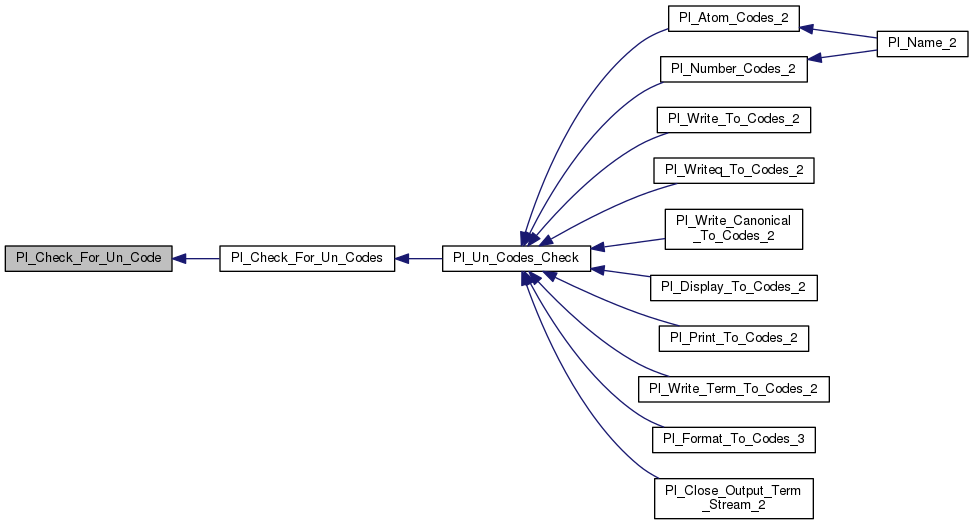 Pl_Atom_Codes_2
Pl_Name_2
Pl_Number_Codes_2
Pl_Write_To_Codes_2
Pl_Writeq_To_Codes_2
Pl_Write_Canonical
_To_Codes_2
Pl_Check_For_Un_Code
Pl_Check_For_Un_Codes
Pl_Un_Codes_Check
Pl_Display_To_Codes_2
Pl_Print_To_Codes_2
Pl_Write_Term_To_Codes_2
Pl_Format_To_Codes_3
Pl_Close_Output_Term
_Stream_2